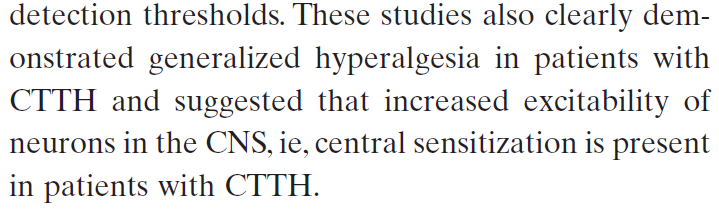 detection thresholds. These studies also clearly dem-
onstrated generalized hyperalgesia in patients with
CTTH and suggested that increased excitability of
neurons in the CNS, ie, central sensitization is present
in patients with CTTH.